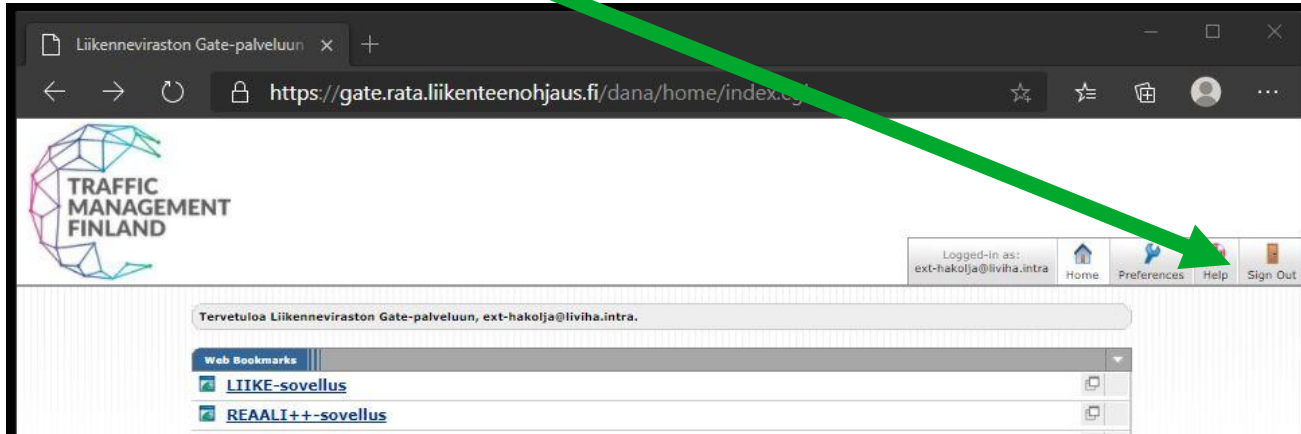 Liikenneviraston Gate-palveluun
https://gate.rata.liikenteenohjaus.fi/dana/home/
TRAFFIC
MANAGEMENT
FINLAND
Logged-in as:
ext-hakolja@liviha.intra
Home
Preferences
Help
Sign Out
Tervetuloa Liikenneviraston Gate-palveluun, ext-hakolja@liviha.intra.
Web Bookmarks
LIIKE-sovellus
REAALI++-sovellus